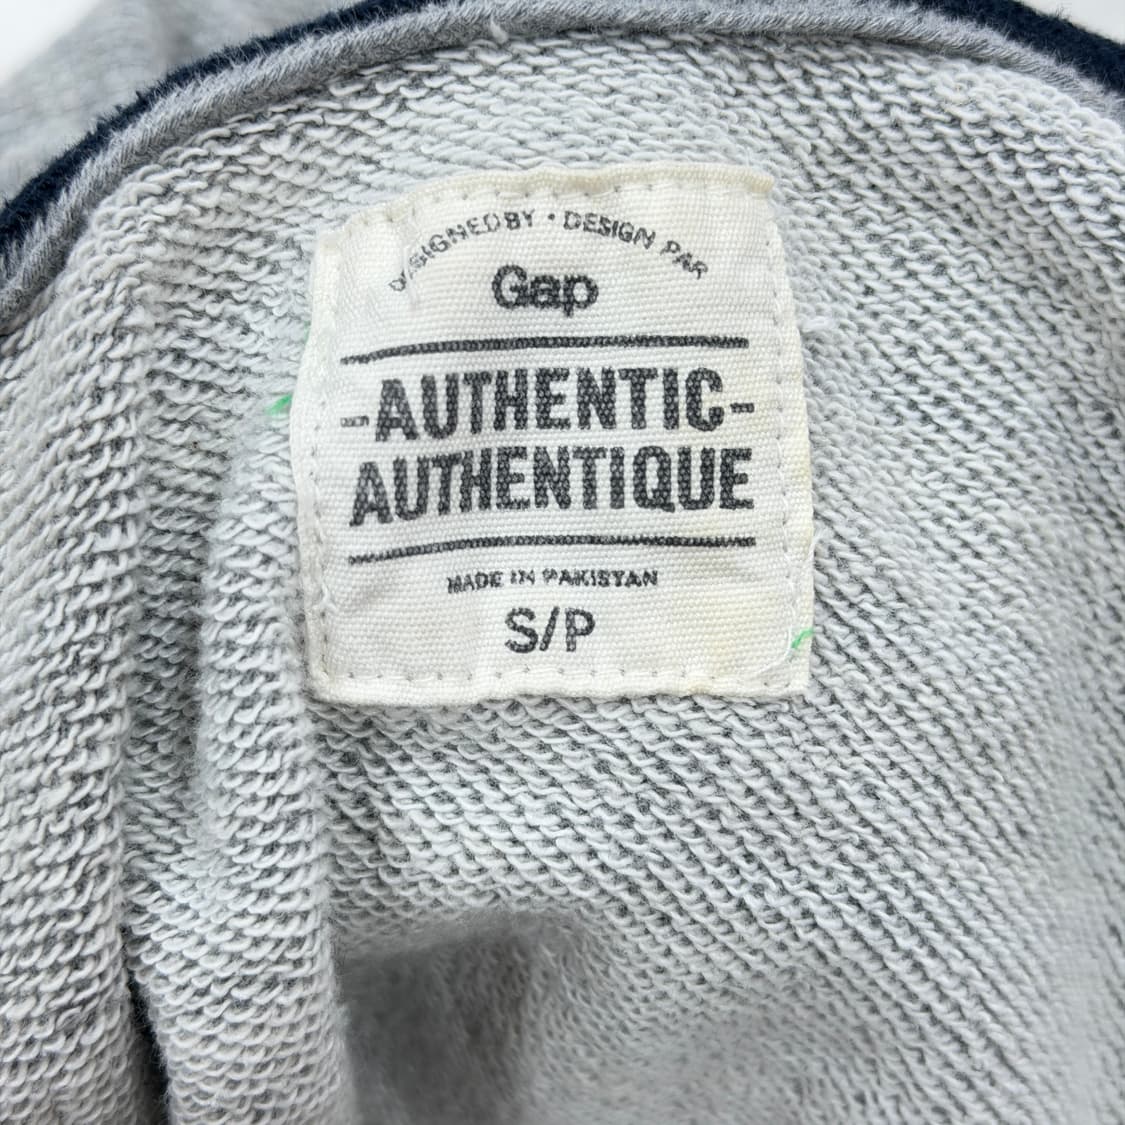 DESIGNED BY • DESIGN PAR
Gap
-AUTHENTIC-
AUTHENTIQUE
MADE IN PAKISTAN
S/P